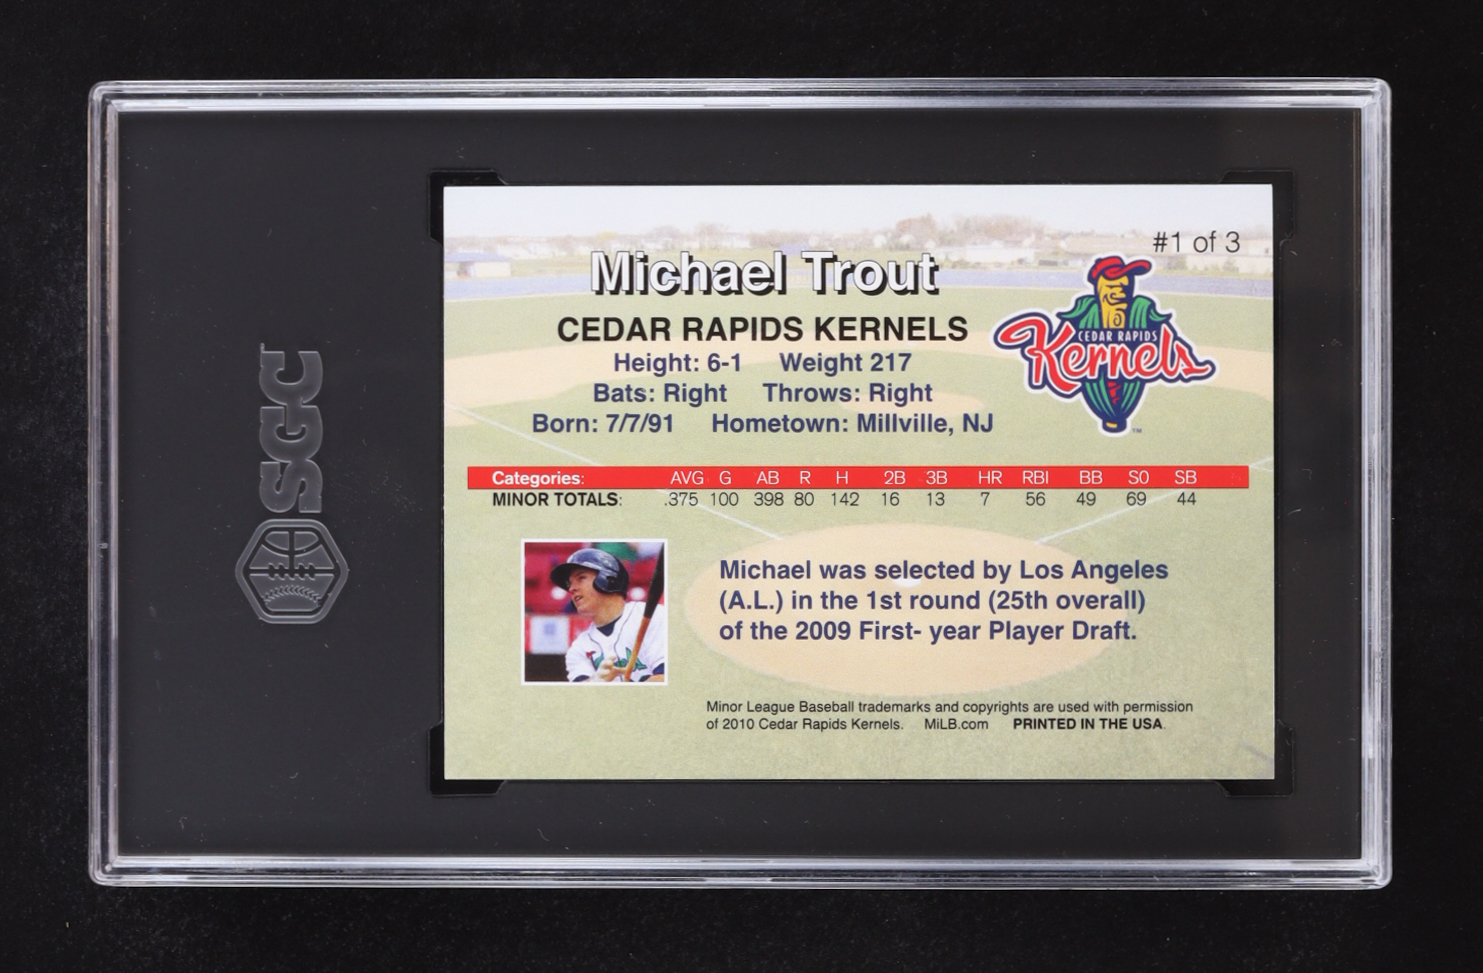 #1 of 3
Michael Trout
CEDAR RAPIDS KERNELS
Height: 6-1 Weight 217
Bats: Right Throws: Right
Born: 7/7/91 Hometown: Millville, NJ
CEDAR RAPIDS
Kernels
TM
Categories: AVG G AB R H 2B 3B HR RBI BB SO SB
MINOR TOTALS: .375 100 398 80 142 16 13 7 56 49 69 44
Michael was selected by Los Angeles
(A.L.) in the 1st round (25th overall)
of the 2009 First- year Player Draft.
Minor League Baseball trademarks and copyrights are used with permission
of 2010 Cedar Rapids Kernels. MiLB.com PRINTED IN THE USA.
SGC